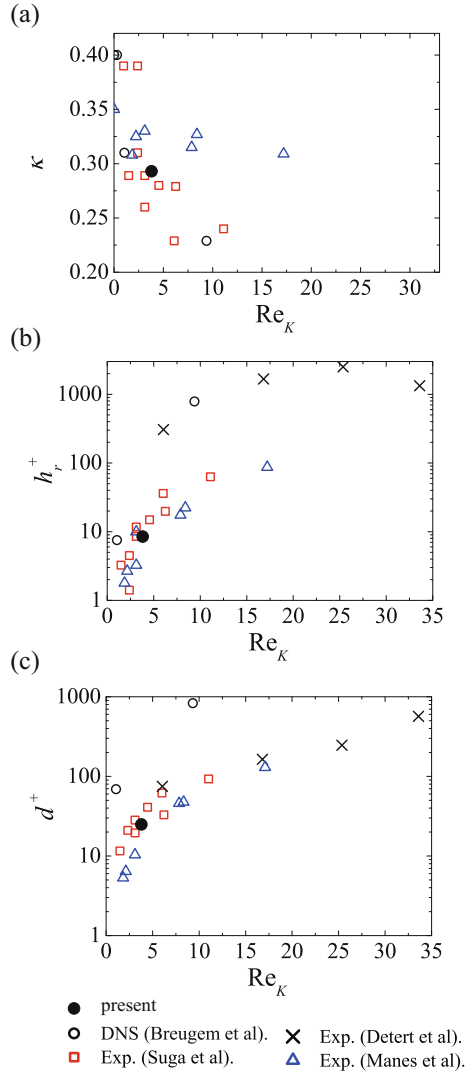 (a)
κ
0.40
0.35
0.30
0.25
0.20
0 5 10 15 20 25 30
Re_K
(b)
h_r^+
1000
100
10
1
0 5 10 15 20 25 30 35
Re_K
(c)
d^+
1000
100
10
1
0 5 10 15 20 25 30 35
Re_K
present
DNS (Breugem et al).
Exp. (Suga et al).
Exp. (Detert et al).
Exp. (Manes et al).